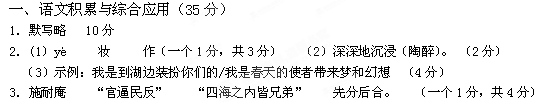 一、语文积累与综合应用（35 分）
1．默写略　10 分
2．（1）yè　妆　作（一个 1 分，共 3 分）　（2）深深地沉浸（陶醉）。（2 分）
（3）示例：我是到湖边装扮你们的/我是春天的使者带来梦和幻想　（4 分）
3．施耐庵　“官逼民反”　“四海之内皆兄弟”　先分后合。　（一个 1 分，共 4 分）